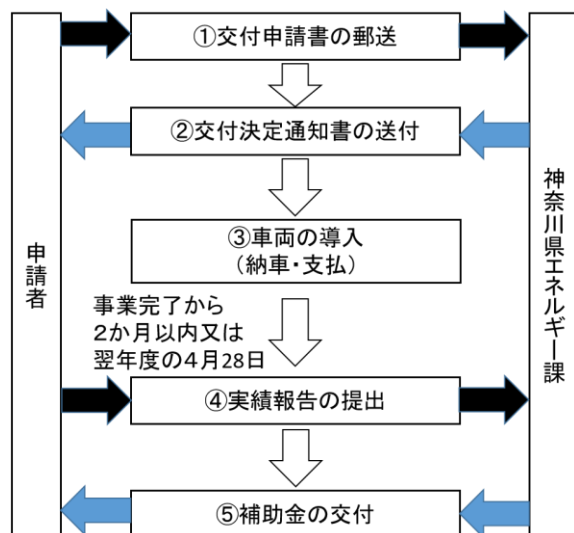 ①交付申請書の郵送
②交付決定通知書の送付
③車両の導入
（納車・支払）
事業完了から
２か月以内又は
翌年度の４月28日
④実績報告の提出
⑤補助金の交付
申請者
神奈川県エネルギー課